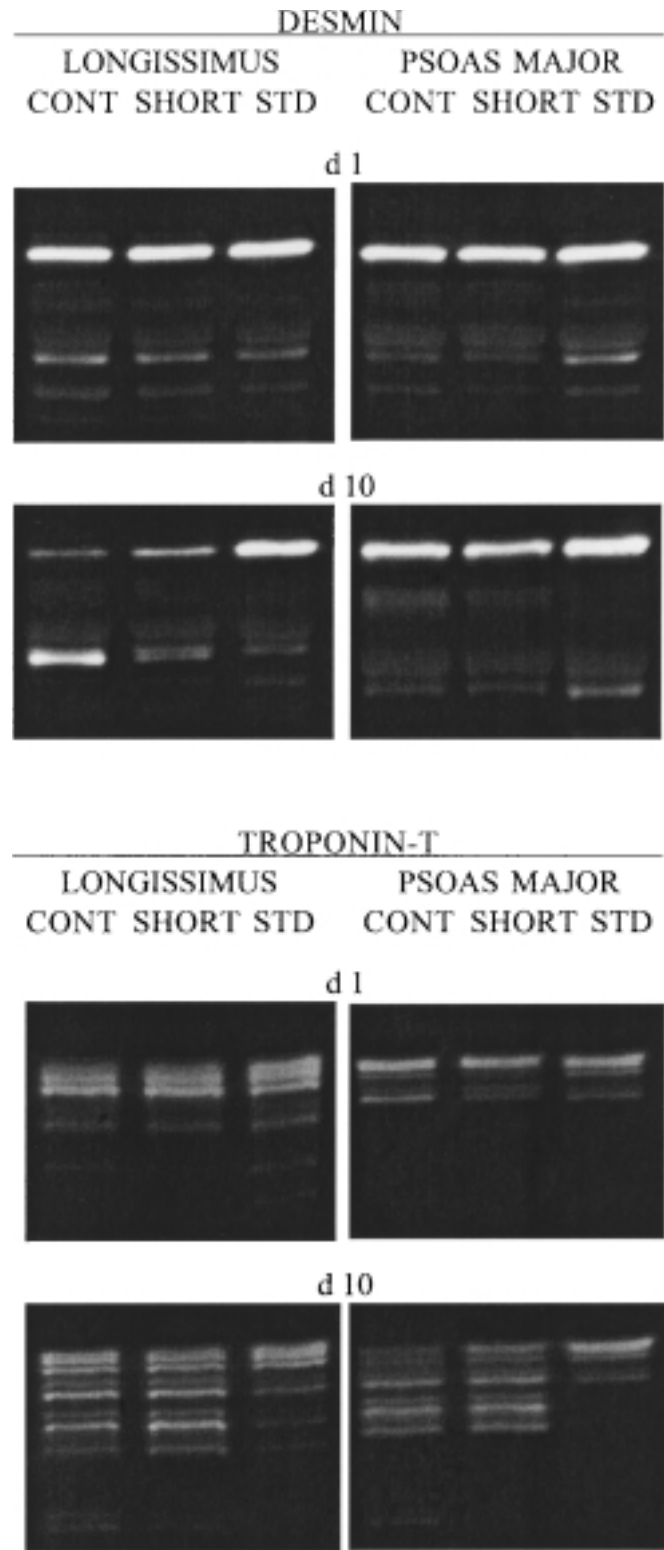 DESMIN
LONGISSIMUS PSOAS MAJOR
CONT SHORT STD CONT SHORT STD
d 1
d 10
TROPONIN-T
LONGISSIMUS PSOAS MAJOR
CONT SHORT STD CONT SHORT STD
d 1
d 10